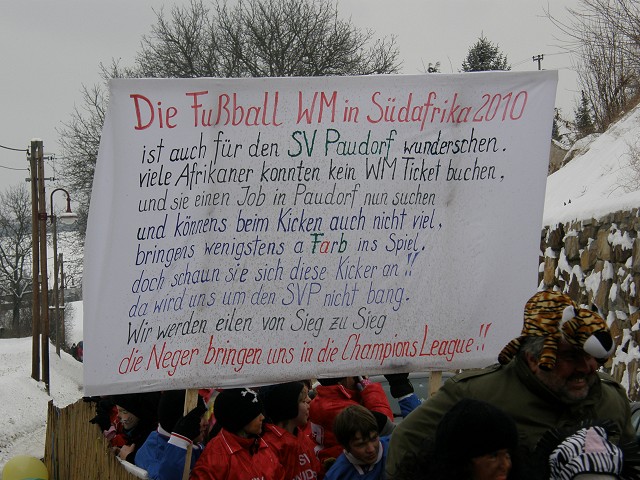 Die Fußball WM in Südafrika 2010
ist auch für den SV Paudorf wunderschen.
viele Afrikaner konnten kein WM Ticket buchen,
und sie einen Job in Paudorf nun suchen
und könnens beim Kicken auch nicht viel,
bringens wenigstens a Farb ins Spiel.
doch schaun sie sich diese Kicker an!!
da wird uns um den SVP nicht bang.
Wir werden eilen von Sieg zu Sieg
die Neger bringen uns in die Champions League!!